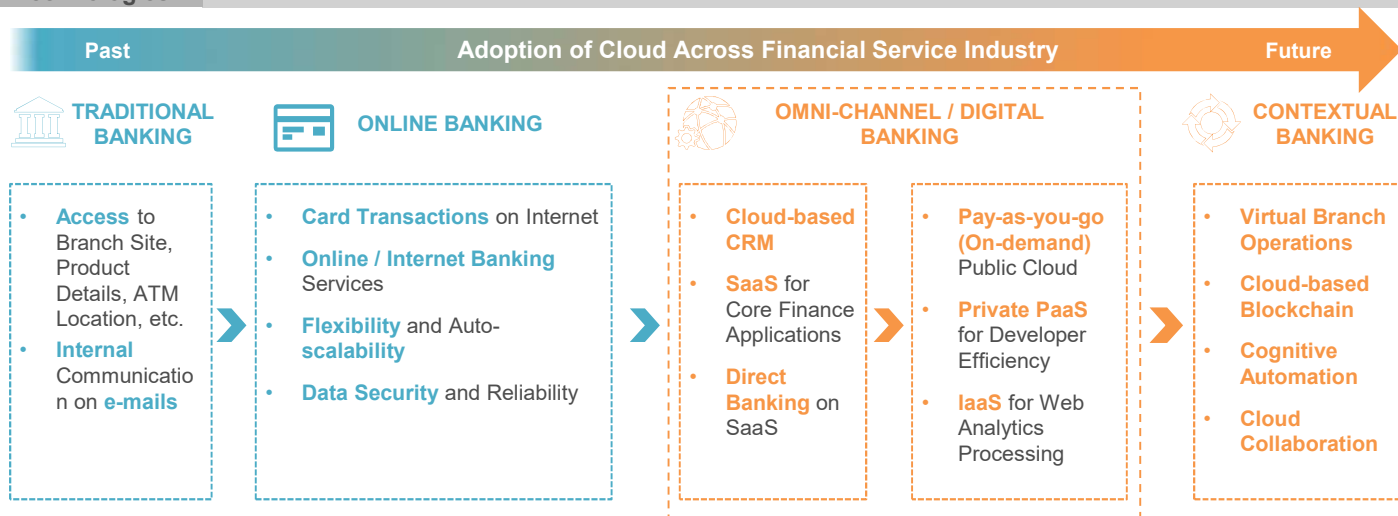 Past
Adoption of Cloud Across Financial Service Industry
Future
TRADITIONAL
BANKING
ONLINE BANKING
OMNI-CHANNEL / DIGITAL
BANKING
CONTEXTUAL
BANKING
• Access to
Branch Site,
Product
Details, ATM
Location, etc.
• Internal
Communicatio
n on e-mails
• Card Transactions on Internet
• Online / Internet Banking
Services
• Flexibility and Auto-
scalability
• Data Security and Reliability
• Cloud-based
CRM
• SaaS for
Core Finance
Applications
• Direct
Banking on
SaaS
• Pay-as-you-go
(On-demand)
Public Cloud
• Private PaaS
for Developer
Efficiency
• IaaS for Web
Analytics
Processing
• Virtual Branch
Operations
• Cloud-based
Blockchain
• Cognitive
Automation
• Cloud
Collaboration